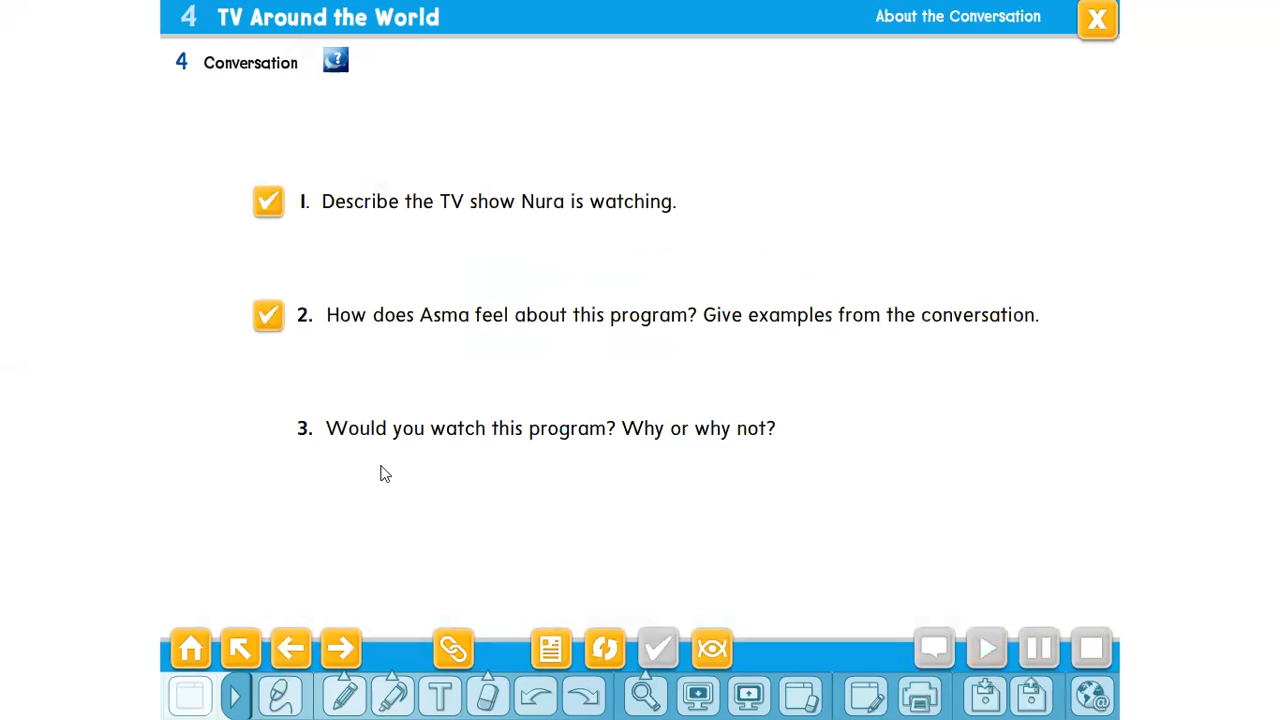 4 TV Around the World
About the Conversation
X
4 Conversation
?
1. Describe the TV show Nura is watching.
2. How does Asma feel about this program? Give examples from the conversation.
3. Would you watch this program? Why or why not?
T
@